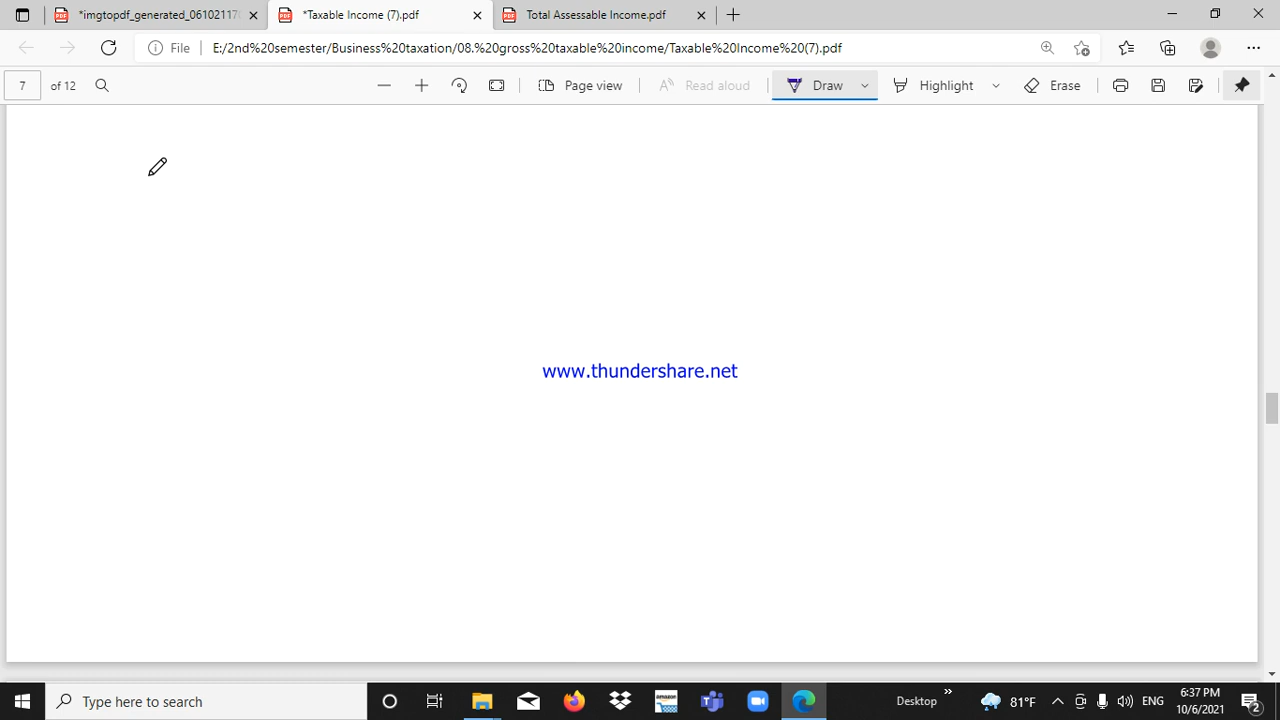 *imgtopdf_generated_061021170
*Taxable Income (7).pdf
Total Assessable Income.pdf
File
E:/2nd%20semester/Business%20taxation/08.%20gross%20taxable%20income/Taxable%20Income%20(7).pdf
7 of 12
Page view
Read aloud
Draw
Highlight
Erase
www.thundershare.net
Type here to search
amazon
Desktop
81°F
ENG
6:37 PM
10/6/2021
2